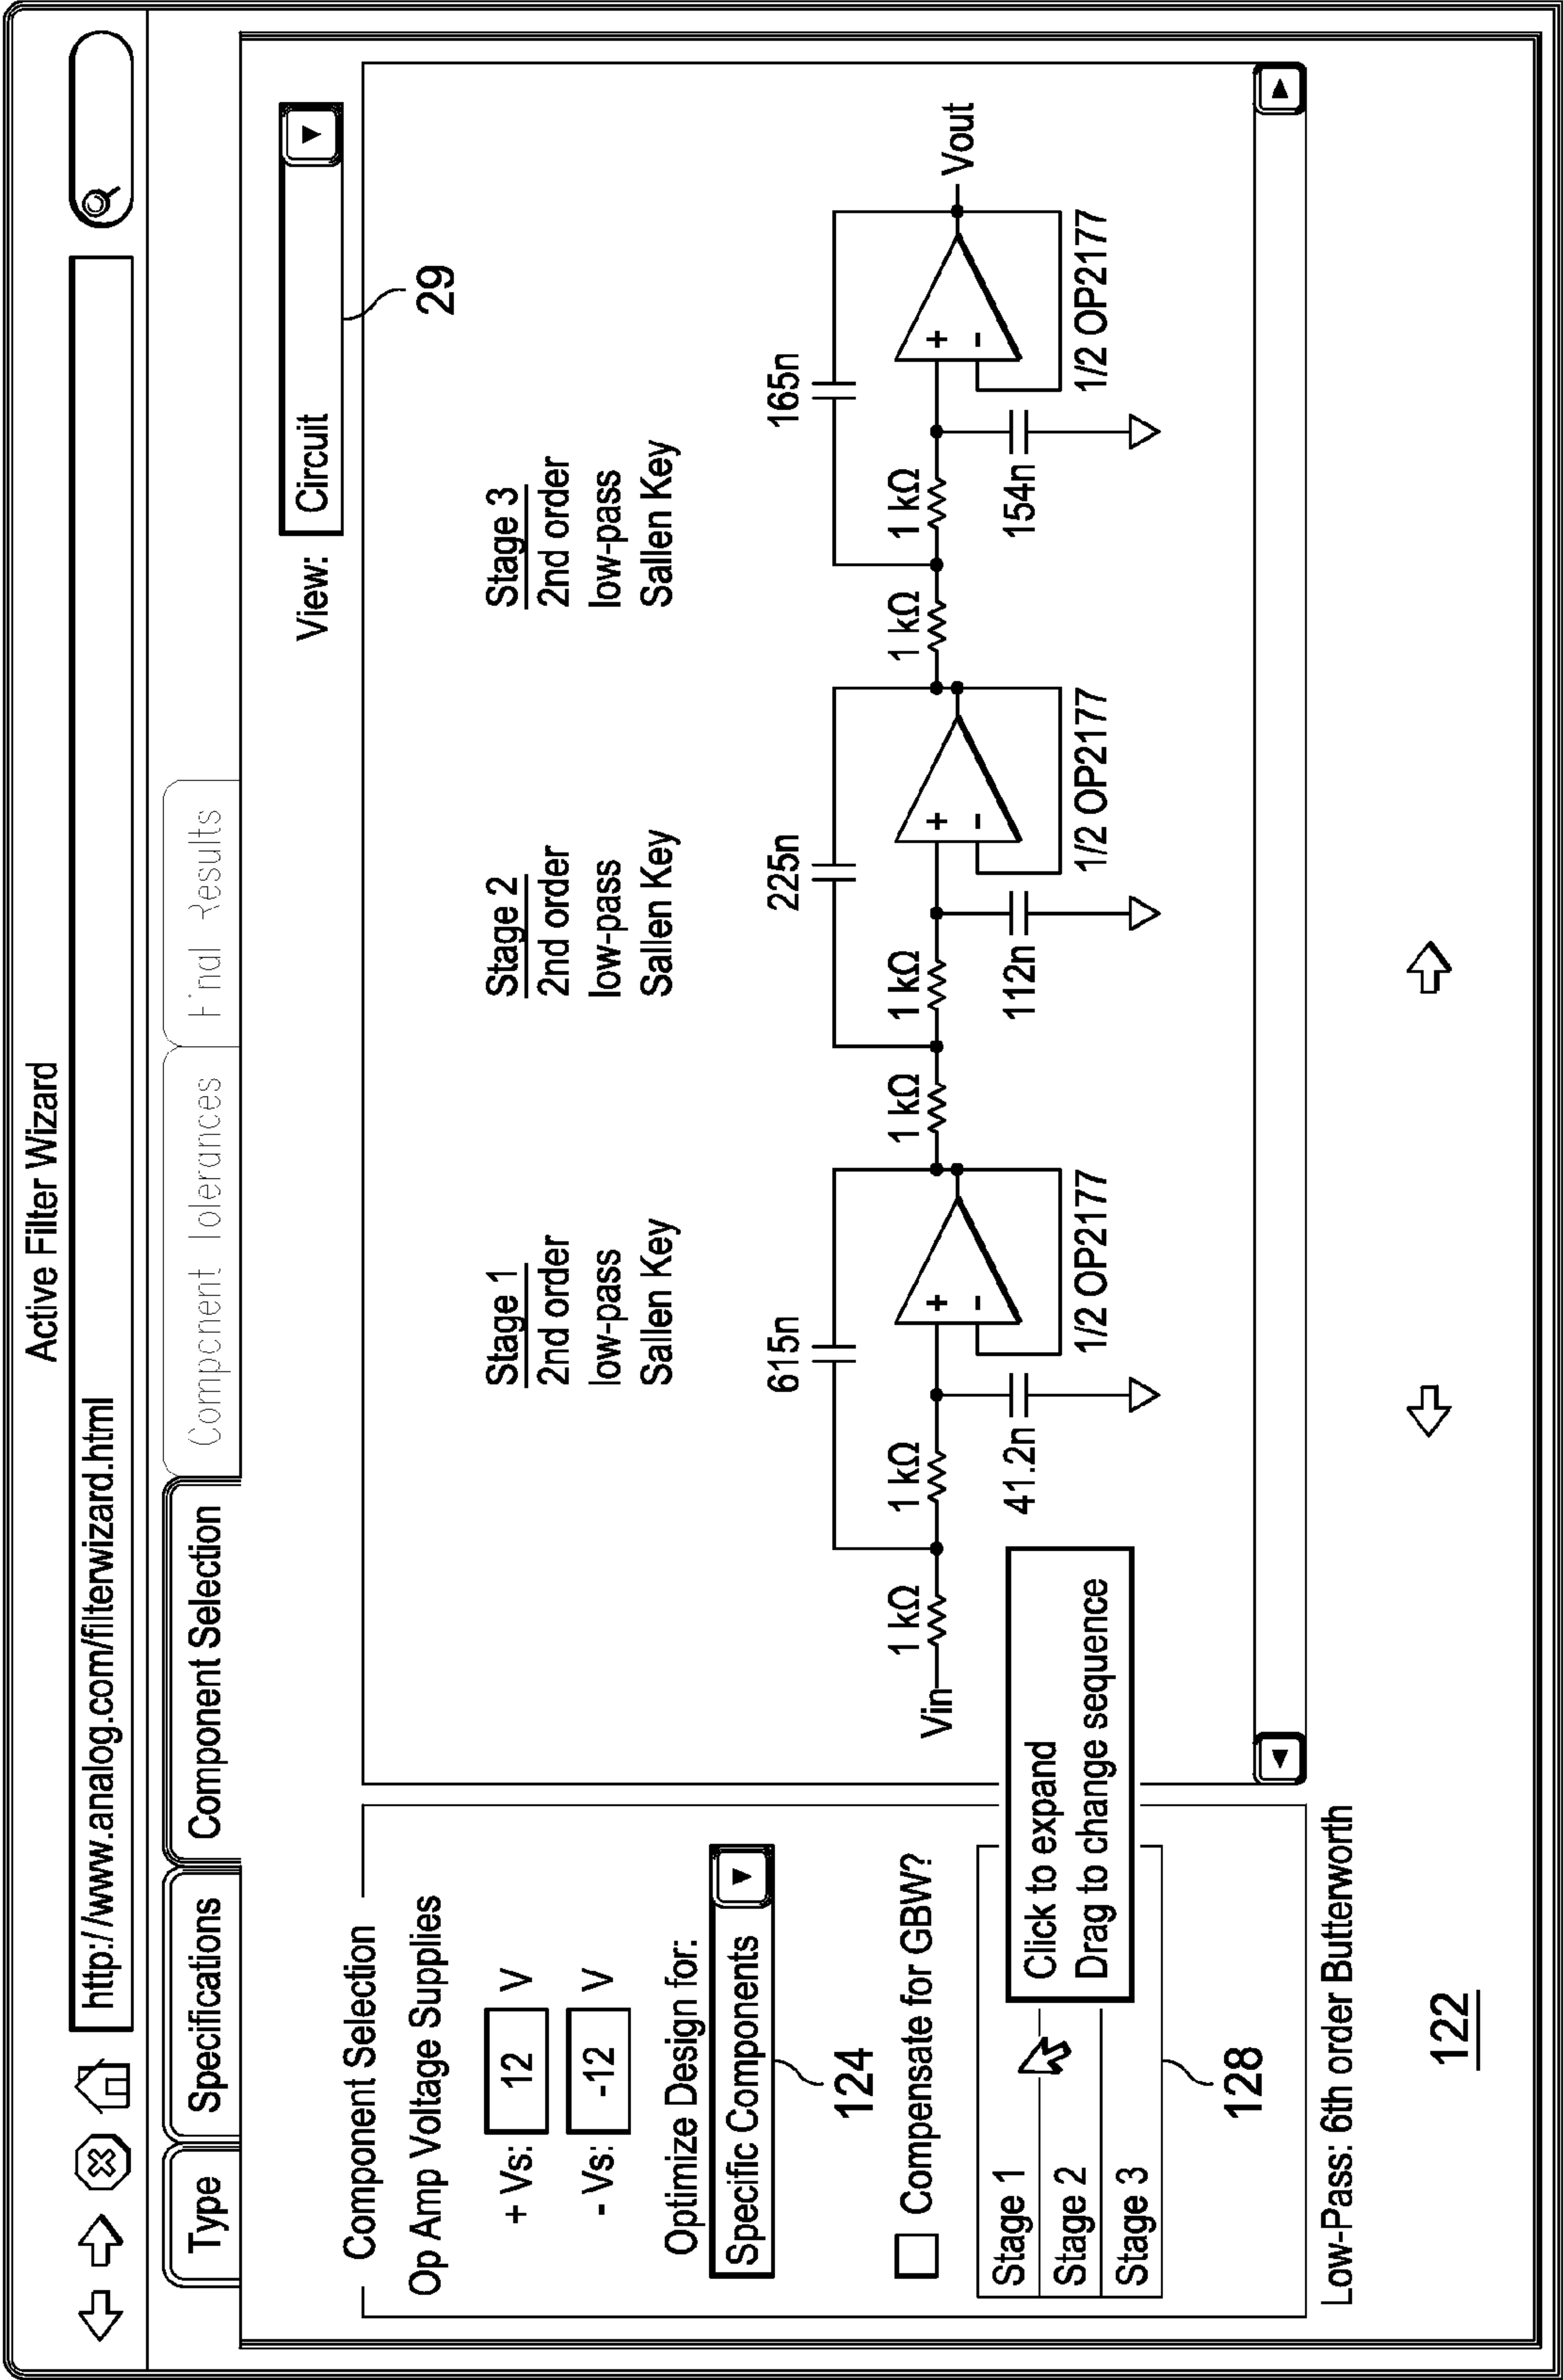 Active Filter Wizard
http://www.analog.com/filterwizard.html
Type
Specifications
Component Selection
Component Tolerances
Final Results
View:
Circuit
29
Component Selection
Op Amp Voltage Supplies
+ Vs: 12 V
- Vs: -12 V
Optimize Design for:
Specific Components
124
Compensate for GBW?
Stage 1
Stage 2
Stage 3
Click to expand
Drag to change sequence
128
Stage 1
2nd order
low-pass
Sallen Key
Stage 2
2nd order
low-pass
Sallen Key
Stage 3
2nd order
low-pass
Sallen Key
615n
225n
165n
Vin
1 kΩ
1 kΩ
+
-
1 kΩ
1 kΩ
+
-
1 kΩ
1 kΩ
+
-
Vout
41.2n
112n
154n
1/2 OP2177
1/2 OP2177
1/2 OP2177
Low-Pass: 6th order Butterworth
122